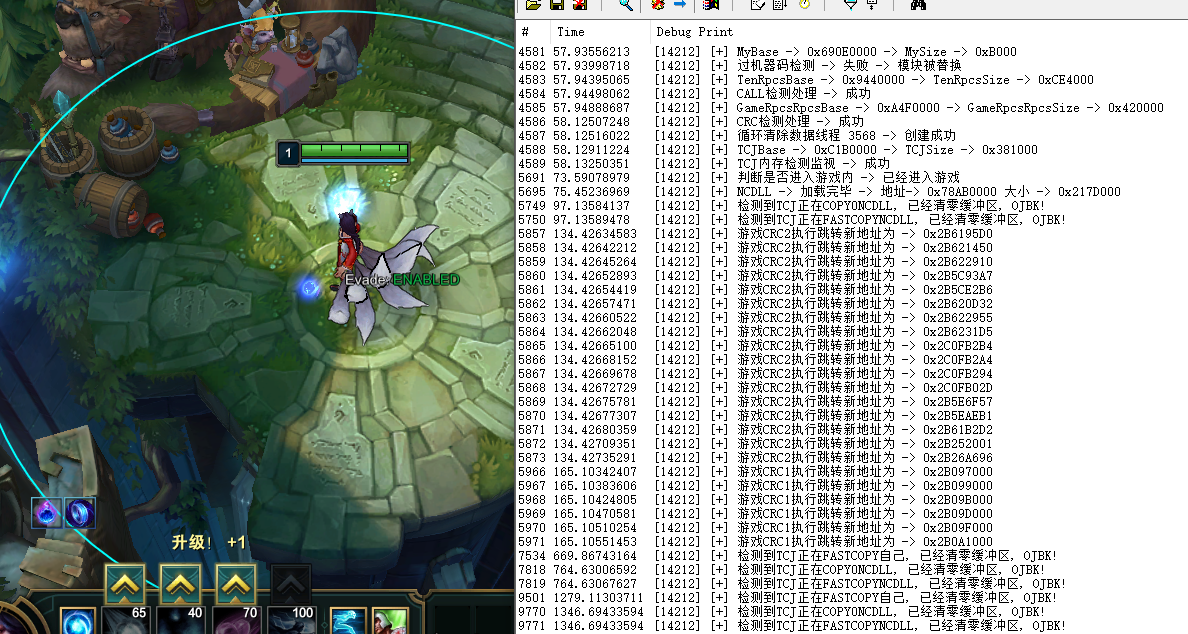 1
Evade: ENABLED
升级! +1
65
40
70
100
# Time Debug Print
4581 57.93556213 [14212] [+] MyBase -> 0x690E0000 -> MySize -> 0xB000
4582 57.93998718 [14212] [+] 过机器码检测 -> 失败 -> 模块被替换
4583 57.94395065 [14212] [+] TenRpcsBase -> 0x9440000 -> TenRpcsSize -> 0xCE4000
4584 57.94498062 [14212] [+] CALL检测处理 -> 成功
4585 57.94888687 [14212] [+] GameRpcsRpcsBase -> 0xA4F0000 -> GameRpcsRpcsSize -> 0x420000
4586 58.12507248 [14212] [+] CRC检测处理 -> 成功
4587 58.12516022 [14212] [+] 循环清除数据线程 3568 -> 创建成功
4588 58.12911224 [14212] [+] TCJBase -> 0xC1B0000 -> TCJSize -> 0x381000
4589 58.13250351 [14212] [+] TCJ内存检测监视 -> 成功
5691 73.59078979 [14212] [+] 判断是否进入游戏内 -> 已经进入游戏
5695 75.45236969 [14212] [+] NCDLL -> 加载完毕 -> 地址-> 0x78AB0000 大小 -> 0x217D000
5749 97.13584137 [14212] [+] 检测到TCJ正在COPYONCDLL, 已经清零缓冲区, OJBK!
5750 97.13589478 [14212] [+] 检测到TCJ正在FASTCOPYNCDLL, 已经清零缓冲区, OJBK!
5857 134.42634583 [14212] [+] 游戏CRC2执行跳转新地址为 -> 0x2B6195D0
5858 134.42642212 [14212] [+] 游戏CRC2执行跳转新地址为 -> 0x2B621450
5859 134.42645264 [14212] [+] 游戏CRC2执行跳转新地址为 -> 0x2B622910
5860 134.42652893 [14212] [+] 游戏CRC2执行跳转新地址为 -> 0x2B5C93A7
5861 134.42654419 [14212] [+] 游戏CRC2执行跳转新地址为 -> 0x2B5CE2B6
5862 134.42657471 [14212] [+] 游戏CRC2执行跳转新地址为 -> 0x2B620D32
5863 134.42660522 [14212] [+] 游戏CRC2执行跳转新地址为 -> 0x2B622955
5864 134.42662048 [14212] [+] 游戏CRC2执行跳转新地址为 -> 0x2B6231D5
5865 134.42665100 [14212] [+] 游戏CRC2执行跳转新地址为 -> 0x2C0FB2B4
5866 134.42668152 [14212] [+] 游戏CRC2执行跳转新地址为 -> 0x2C0FB2A4
5867 134.42669678 [14212] [+] 游戏CRC2执行跳转新地址为 -> 0x2C0FB294
5868 134.42672729 [14212] [+] 游戏CRC2执行跳转新地址为 -> 0x2C0FB02D
5869 134.42675781 [14212] [+] 游戏CRC2执行跳转新地址为 -> 0x2B5E6F57
5870 134.42677307 [14212] [+] 游戏CRC2执行跳转新地址为 -> 0x2B5EAEB1
5871 134.42680359 [14212] [+] 游戏CRC2执行跳转新地址为 -> 0x2B61B2D2
5872 134.42709351 [14212] [+] 游戏CRC2执行跳转新地址为 -> 0x2B252001
5873 134.42735291 [14212] [+] 游戏CRC2执行跳转新地址为 -> 0x2B26A696
5966 165.10342407 [14212] [+] 游戏CRC1执行跳转新地址为 -> 0x2B097000
5967 165.10383606 [14212] [+] 游戏CRC1执行跳转新地址为 -> 0x2B099000
5968 165.10424805 [14212] [+] 游戏CRC1执行跳转新地址为 -> 0x2B09B000
5969 165.10470581 [14212] [+] 游戏CRC1执行跳转新地址为 -> 0x2B09D000
5970 165.10510254 [14212] [+] 游戏CRC1执行跳转新地址为 -> 0x2B09F000
5971 165.10551453 [14212] [+] 游戏CRC1执行跳转新地址为 -> 0x2B0A1000
7534 669.86743164 [14212] [+] 检测到TCJ正在FASTCOPY自己, 已经清零缓冲区, OJBK!
7818 764.63006592 [14212] [+] 检测到TCJ正在COPYONCDLL, 已经清零缓冲区, OJBK!
7819 764.63067627 [14212] [+] 检测到TCJ正在FASTCOPYNCDLL, 已经清零缓冲区, OJBK!
9501 1279.11303711 [14212] [+] 检测到TCJ正在FASTCOPY自己, 已经清零缓冲区, OJBK!
9770 1346.69433594 [14212] [+] 检测到TCJ正在COPYONCDLL, 已经清零缓冲区, OJBK!
9771 1346.69433594 [14212] [+] 检测到TCJ正在FASTCOPYNCDLL, 已经清零缓冲区, OJBK!